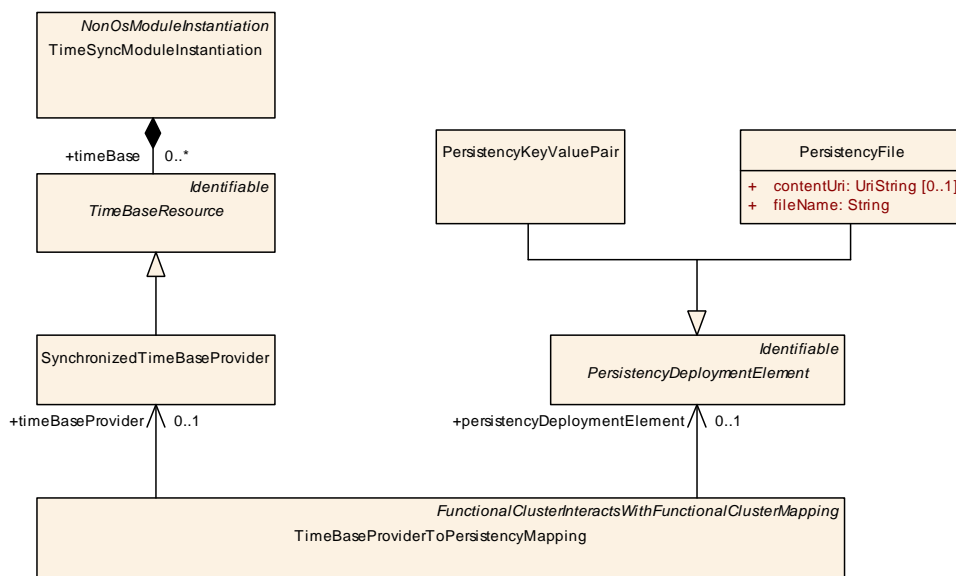 NonOsModuleInstantiation
TimeSyncModuleInstantiation
+timeBase 0..*
Identifiable
TimeBaseResource
SynchronizedTimeBaseProvider
+timeBaseProvider 0..1
PersistencyKeyValuePair
PersistencyFile
+ contentUri: UriString [0..1]
+ fileName: String
Identifiable
PersistencyDeploymentElement
+persistencyDeploymentElement 0..1
FunctionalClusterInteractsWithFunctionalClusterMapping
TimeBaseProviderToPersistencyMapping